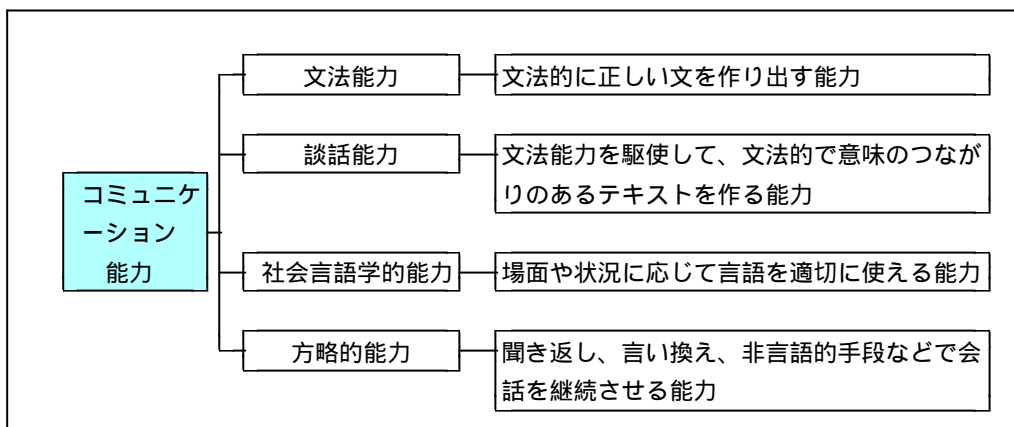 文法能力
文法的に正しい文を作り出す能力
談話能力
文法能力を駆使して、文法的で意味のつなが
りのあるテキストを作る能力
コミュニケ
ーション
能力
社会言語学的能力
場面や状況に応じて言語を適切に使える能力
方略的能力
聞き返し、言い換え、非言語的手段などで会
話を継続させる能力